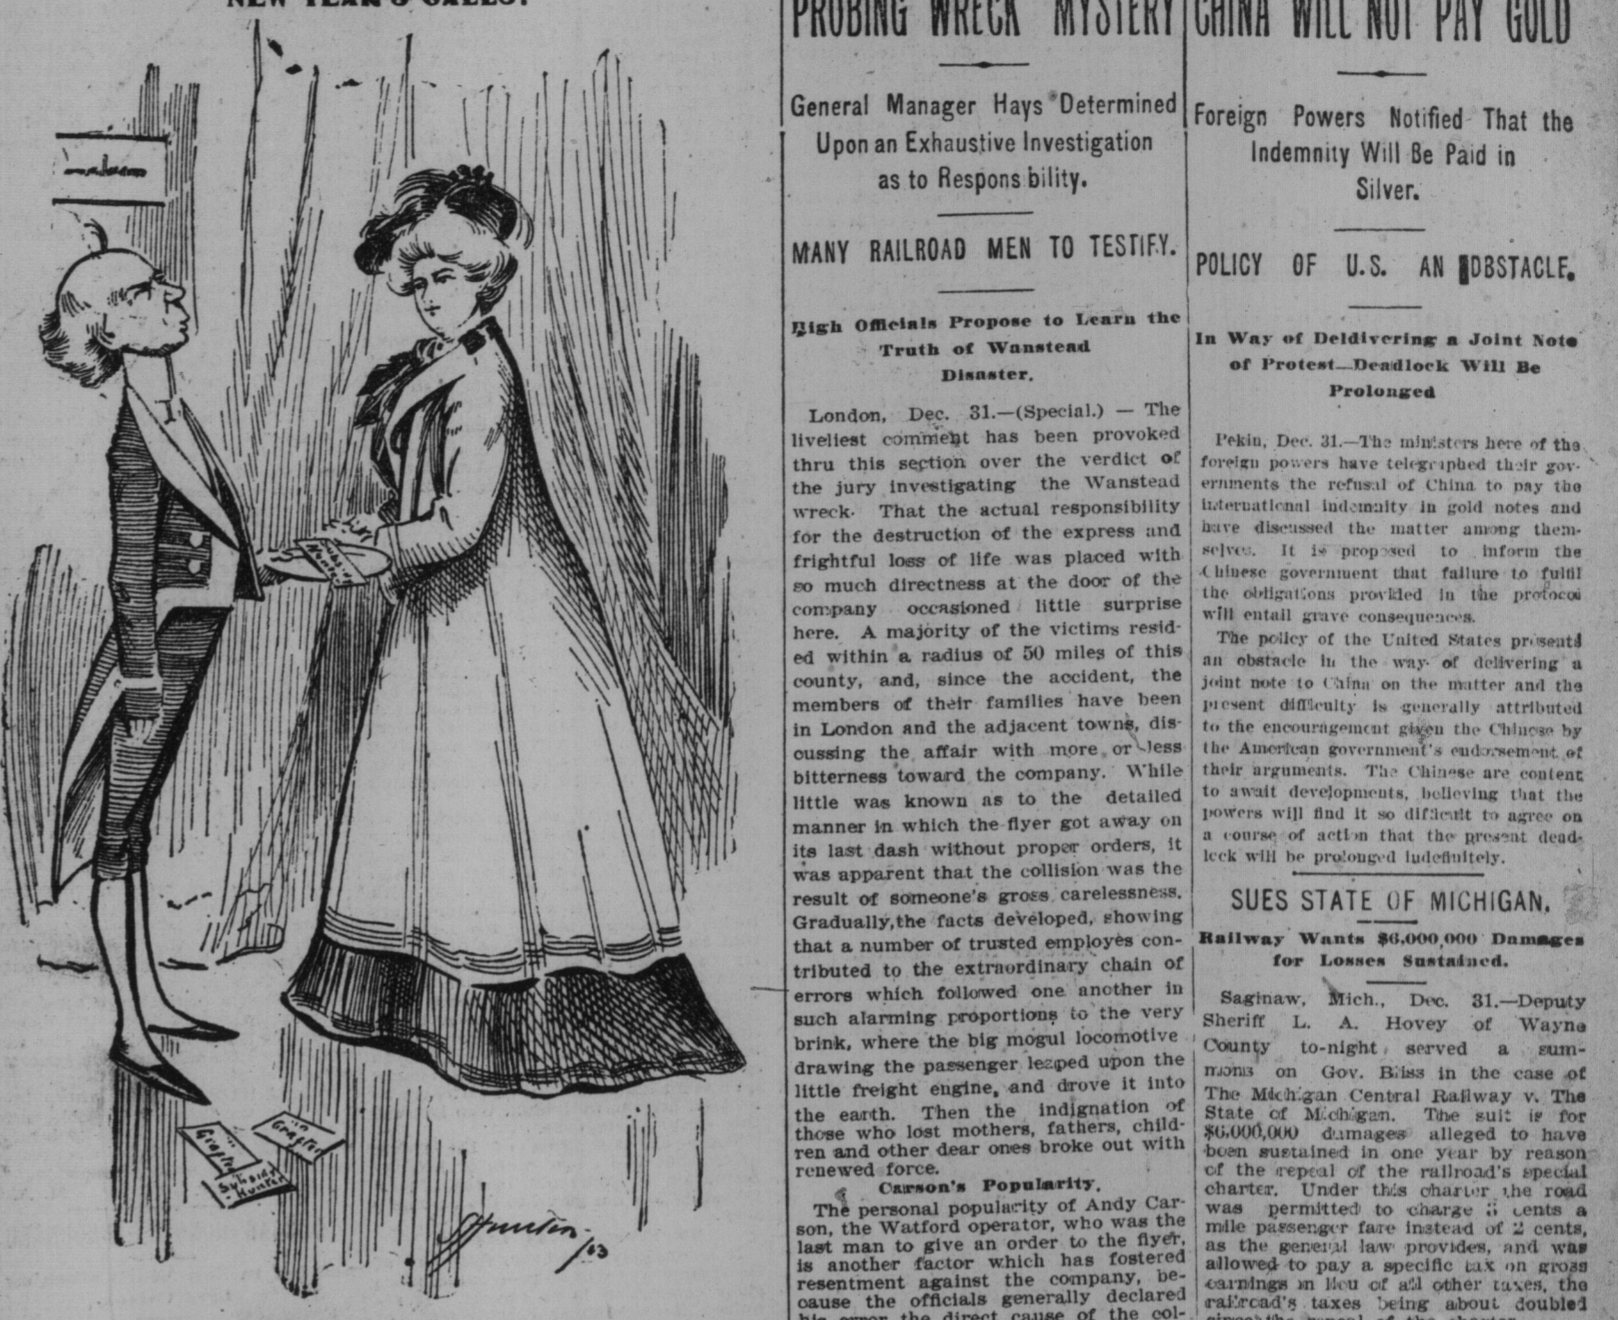 NEW YEAR'S CALLS.
Grafter
Grafter
Subsidy
Hunter
/03
PROBING WRECK MYSTERY
General Manager Hays Determined
Upon an Exhaustive Investigation
as to Respons bility.
MANY RAILROAD MEN TO TESTIFY.
High Officials Propose to Learn the
Truth of Wanstead
Disaster.
London, Dec. 31.—(Special.) — The
liveliest comment has been provoked
thru this section over the verdict of
the jury investigating the Wanstead
wreck. That the actual responsibility
for the destruction of the express and
frightful loss of life was placed with
so much directness at the door of the
company occasioned little surprise
here. A majority of the victims resid-
ed within a radius of 50 miles of this
county, and, since the accident, the
members of their families have been
in London and the adjacent towns, dis-
cussing the affair with more or less
bitterness toward the company. While
little was known as to the detailed
manner in which the flyer got away on
its last dash without proper orders, it
was apparent that the collision was the
result of someone's gross carelessness.
Gradually, the facts developed, showing
that a number of trusted employes con-
tributed to the extraordinary chain of
errors which followed one another in
such alarming proportions to the very
brink, where the big mogul locomotive
drawing the passenger leaped upon the
little freight engine, and drove it into
the earth. Then the indignation of
those who lost mothers, fathers, child-
ren and other dear ones broke out with
renewed force.
Carson's Popularity.
The personal popularity of Andy Car-
son, the Watford operator, who was the
last man to give an order to the flyer,
is another factor which has fostered
resentment against the company, be-
cause the officials generally declared
his error the direct cause of the col-
CHINA WILL NOT PAY GOLD
Foreign Powers Notified That the
Indemnity Will Be Paid in
Silver.
POLICY OF U.S. AN OBSTACLE.
In Way of Deldivering a Joint Note
of Protest—Deadlock Will Be
Prolonged
Pekin, Dec. 31.—The ministers here of the
foreign powers have telegraphed their gov-
ernments the refusal of China to pay the
international indemnity in gold notes and
have discussed the matter among them-
selves. It is proposed to inform the
Chinese government that failure to fulfil
the obligations provided in the protocol
will entail grave consequences.
The policy of the United States presents
an obstacle in the way of delivering a
joint note to China on the matter and the
present difficulty is generally attributed
to the encouragement given the Chinese by
the American government's endorsement of
their arguments. The Chinese are content
to await developments, believing that the
powers will find it so difficult to agree on
a course of action that the present dead-
lock will be prolonged indefinitely.
SUES STATE OF MICHIGAN.
Railway Wants $6,000,000 Damages
for Losses Sustained.
Saginaw, Mich., Dec. 31.—Deputy
Sheriff L. A. Hovey of Wayne
County to-night served a sum-
mons on Gov. Bliss in the case of
The Michigan Central Railway v. The
State of Michigan. The suit is for
$6,000,000 damages alleged to have
been sustained in one year by reason
of the repeal of the railroad's special
charter. Under this charter the road
was permitted to charge 3 cents a
mile passenger fare instead of 2 cents,
as the general law provides, and was
allowed to pay a specific tax on gross
earnings in lieu of all other taxes, the
railroad's taxes being about doubled
since the repeal of the charter.